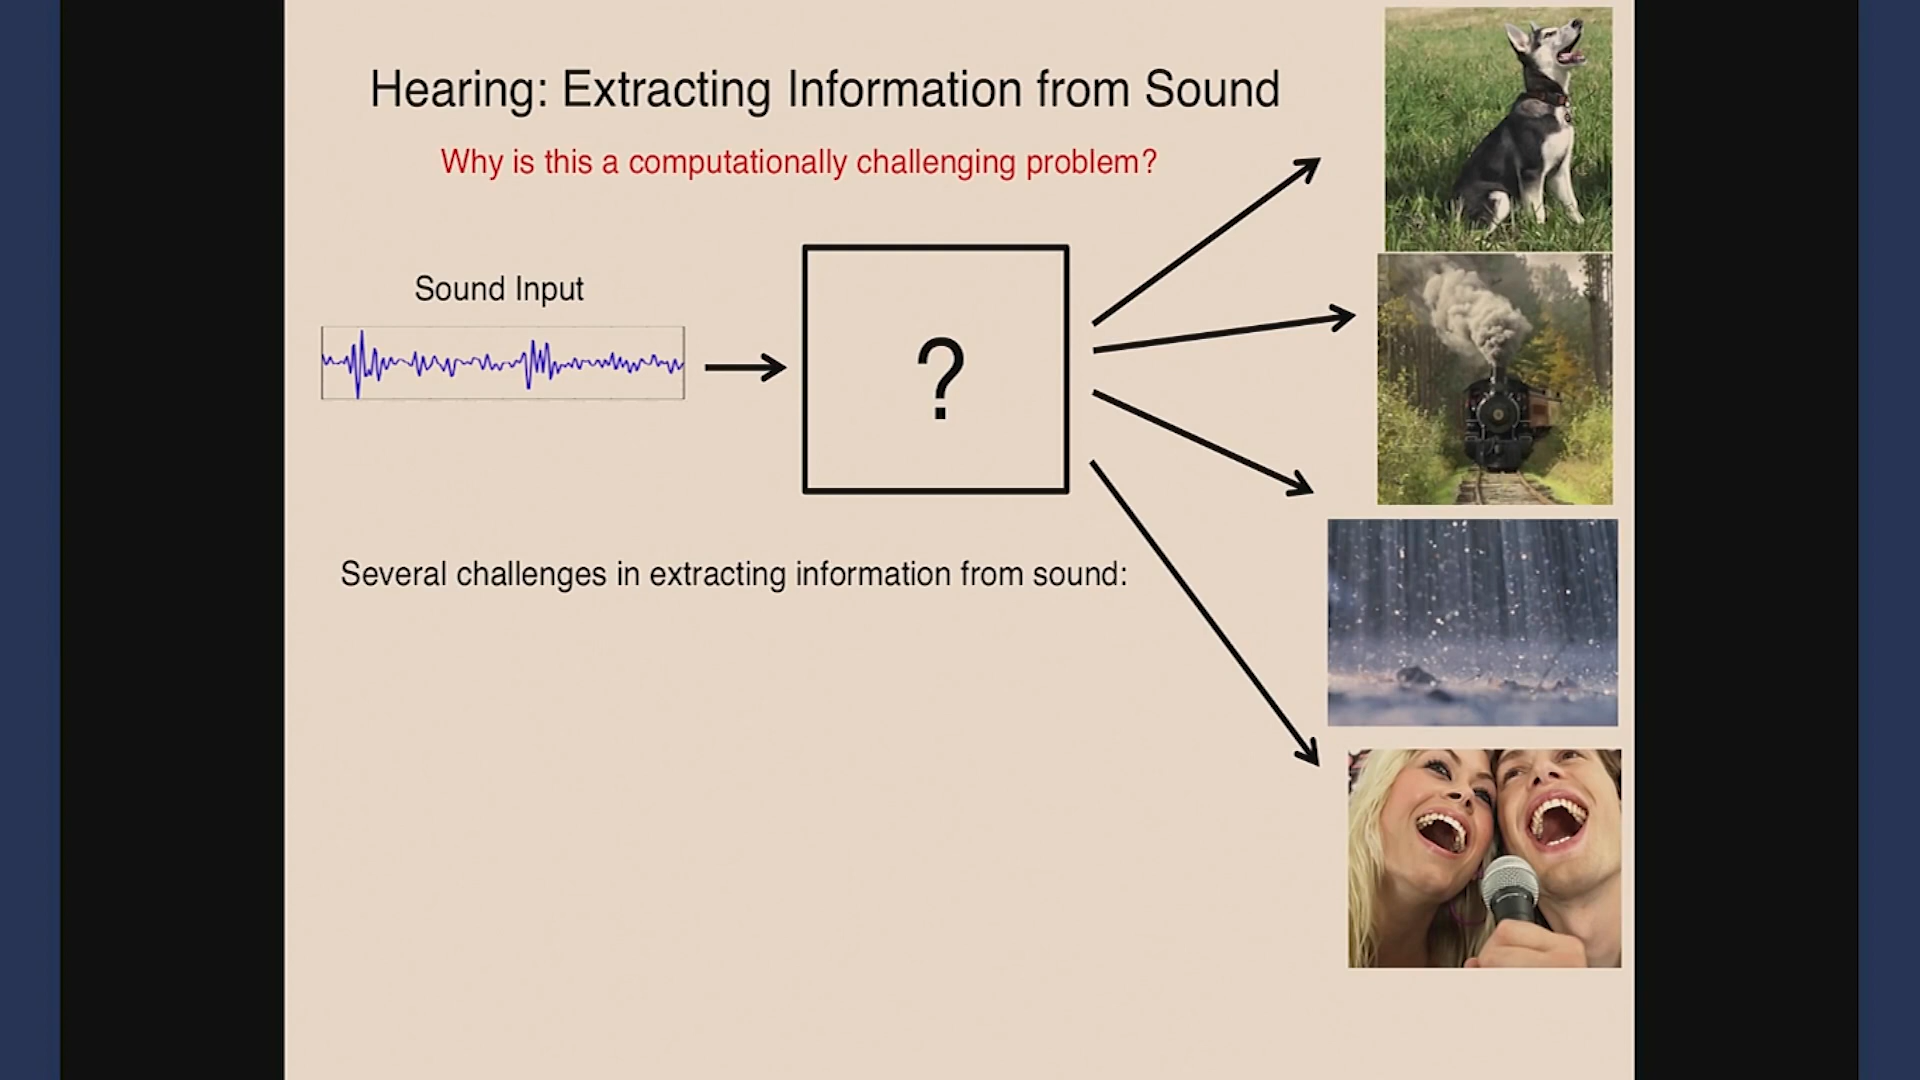 Hearing: Extracting Information from Sound
Why is this a computationally challenging problem?
Sound Input
?
Several challenges in extracting information from sound: